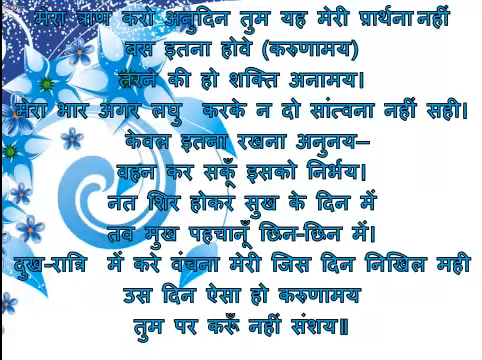 मेरा त्राण करो अनुदिन तुम यह मेरी प्रार्थना नहीं
बस इतना होवे (करुणामय)
तरने की हो शक्ति अनामय।
मेरा भार अगर लघु करके न दो सांत्वना नहीं सही।
केवल इतना रखना अनुनय–
वहन कर सकूँ इसको निर्भय।
नत शिर होकर सुख के दिन में
तव मुख पहचानूँ छिन-छिन में।
दुख-रात्रि में करे वंचना मेरी जिस दिन निखिल मही
उस दिन ऐसा हो करुणामय
तुम पर करूँ नहीं संशय॥